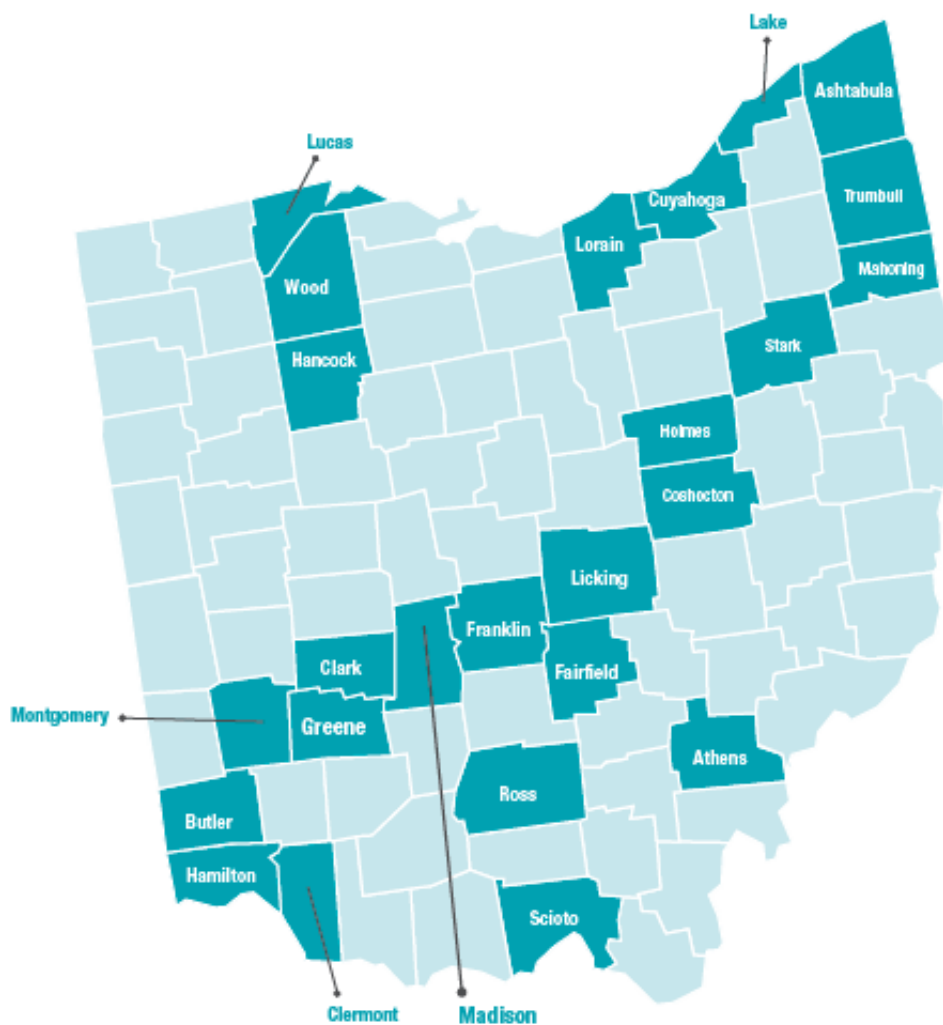 Lake
Ashtabula
Lucas
Cuyahoga
Trumbull
Lorain
Mahoning
Wood
Stark
Hancock
Holmes
Coshocton
Licking
Franklin
Clark
Fairfield
Montgomery
Greene
Athens
Ross
Butler
Hamilton
Scioto
Clermont
Madison